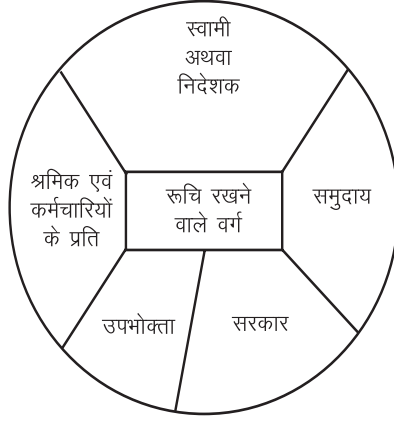 स्वामी
अथवा
निदेशक
श्रमिक एवं
कर्मचारियों
के प्रति
रूचि रखने
वाले वर्ग
समुदाय
उपभोक्ता
सरकार